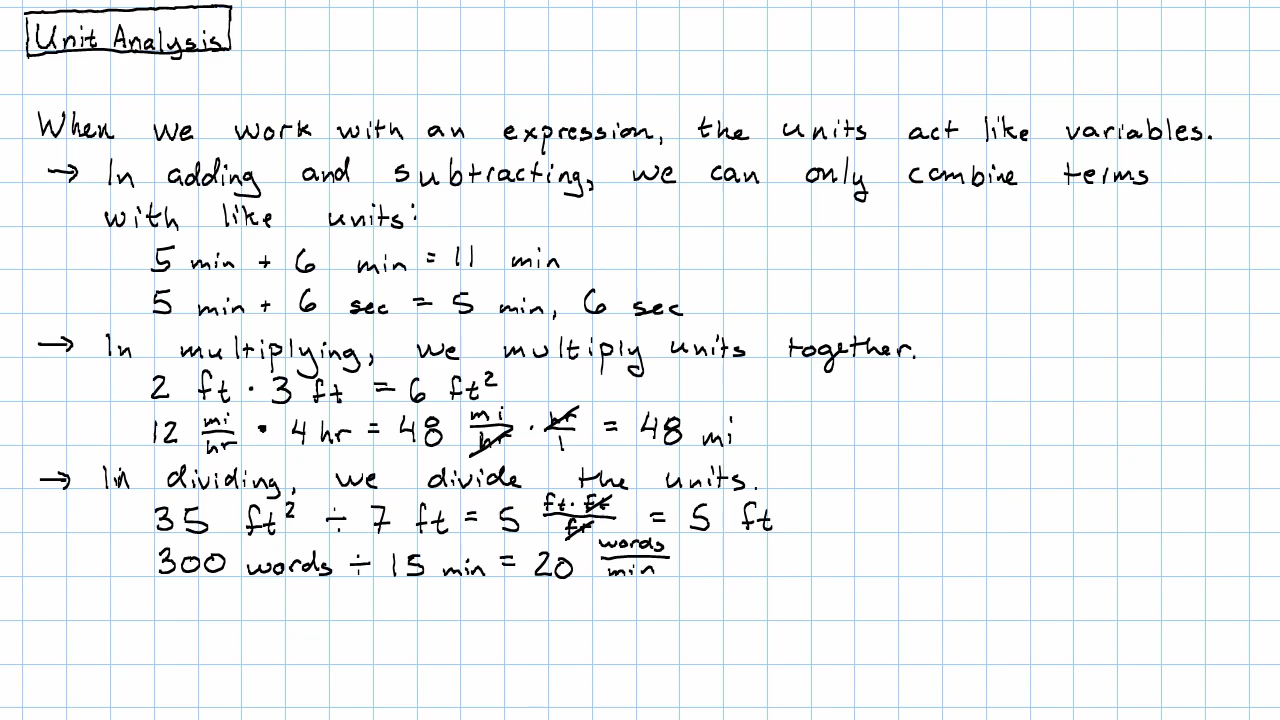 Unit Analysis
When we work with an expression, the units act like variables.
→ In adding and subtracting, we can only combine terms
with like units:
5 min + 6 min = 11 min
5 min + 6 sec = 5 min, 6 sec
→ In multiplying, we multiply units together.
2 ft · 3 ft = 6 ft²
12 mi/hr · 4 hr = 48 mi/hr · hr/1 = 48 mi
→ In dividing, we divide the units.
35 ft² ÷ 7 ft = 5 ft·ft/ft = 5 ft
300 words ÷ 15 min = 20 words/min